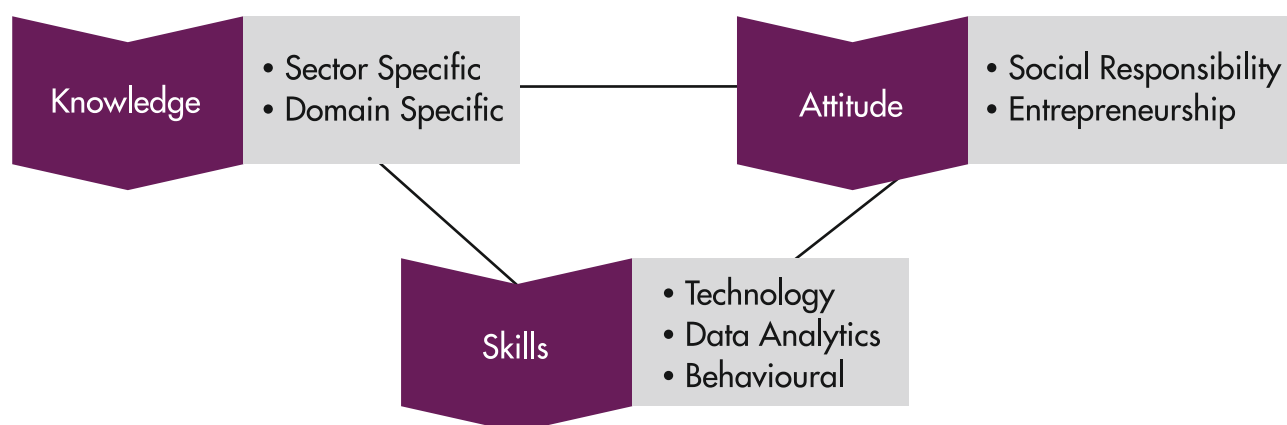 Knowledge
• Sector Specific
• Domain Specific
Attitude
• Social Responsibility
• Entrepreneurship
Skills
• Technology
• Data Analytics
• Behavioural